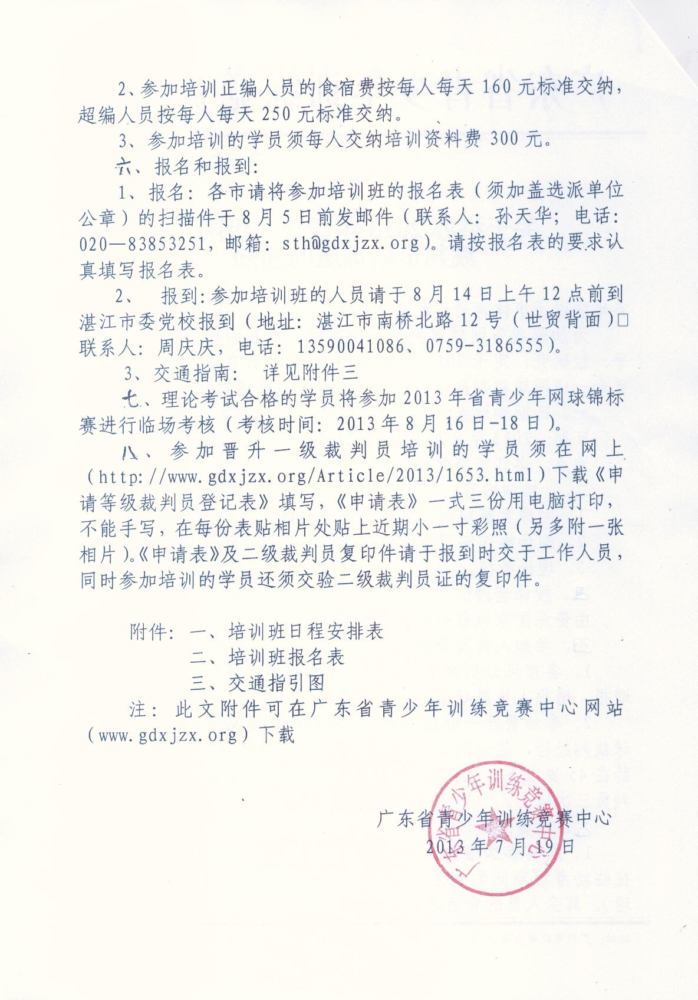 2、参加培训正编人员的食宿费按每人每天 160 元标准交纳，
超编人员按每人每天 250 元标准交纳。
3、参加培训的学员须每人交纳培训资料费 300 元。
六、报名和报到：
1、报名：各市请将参加培训班的报名表（须加盖选派单位
公章）的扫描件于 8 月 5 日前发邮件（联系人：孙天华；电话：
020—83853251，邮箱：sth@gdxjzx.org）。请按报名表的要求认
真填写报名表。
2、 报到：参加培训班的人员请于 8 月 14 日上午 12 点前到
湛江市委党校报到（地址：湛江市南桥北路 12 号（世贸背面）□
联系人：周庆庆，电话：13590041086、0759-3186555）。
3、交通指南： 详见附件三
七、理论考试合格的学员将参加 2013 年省青少年网球锦标
赛进行临场考核（考核时间：2013 年 8 月 16 日-18 日）。
八、参加晋升一级裁判员培训的学员须在网上
（http://www.gdxjzx.org/Article/2013/1653.html）下载《申
请等级裁判员登记表》填写，《申请表》一式三份用电脑打印，
不能手写，在每份表贴相片处贴上近期小一寸彩照（另多附一张
相片）。《申请表》及二级裁判员复印件请于报到时交于工作人员，
同时参加培训的学员还须交验二级裁判员证的复印件。
附件：一、培训班日程安排表
二、培训班报名表
三、交通指引图
注：此文附件可在广东省青少年训练竞赛中心网站
（www.gdxjzx.org）下载
广东省青少年训练竞赛中心
广东省青少年训练竞赛中心
2013 年 7 月 19 日